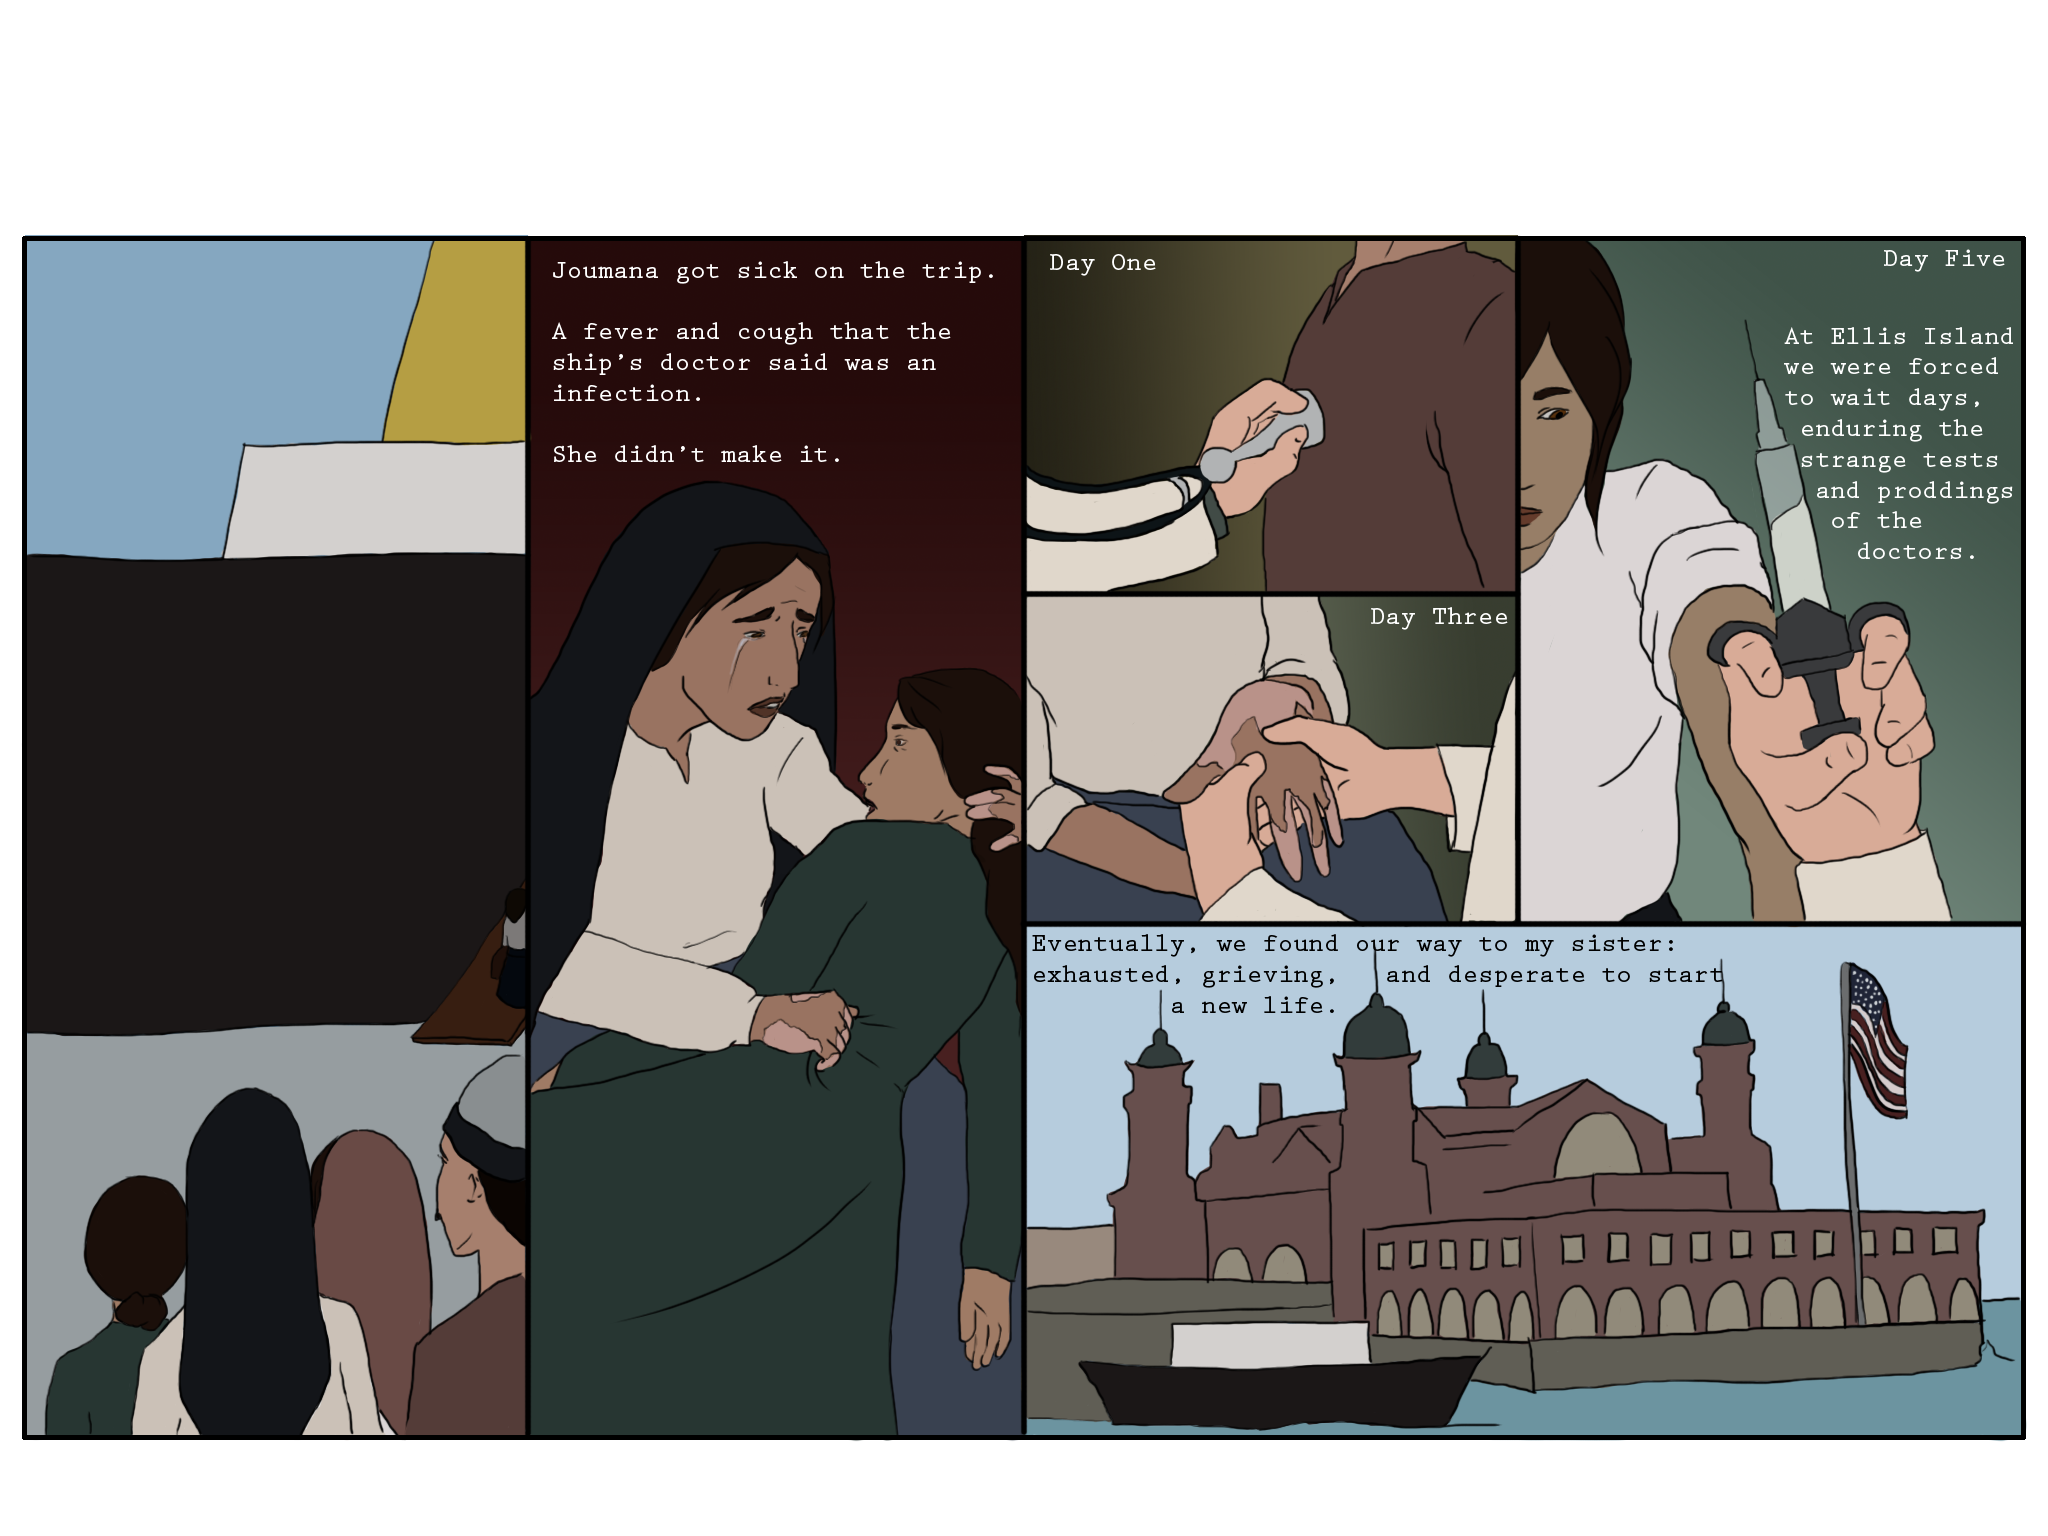 Joumana got sick on the trip.
A fever and cough that the
ship's doctor said was an
infection.
She didn't make it.
Day One
Day Three
Day Five
At Ellis Island
we were forced
to wait days,
enduring the
strange tests
and proddings
of the
doctors.
Eventually, we found our way to my sister:
exhausted, grieving, and desperate to start
a new life.